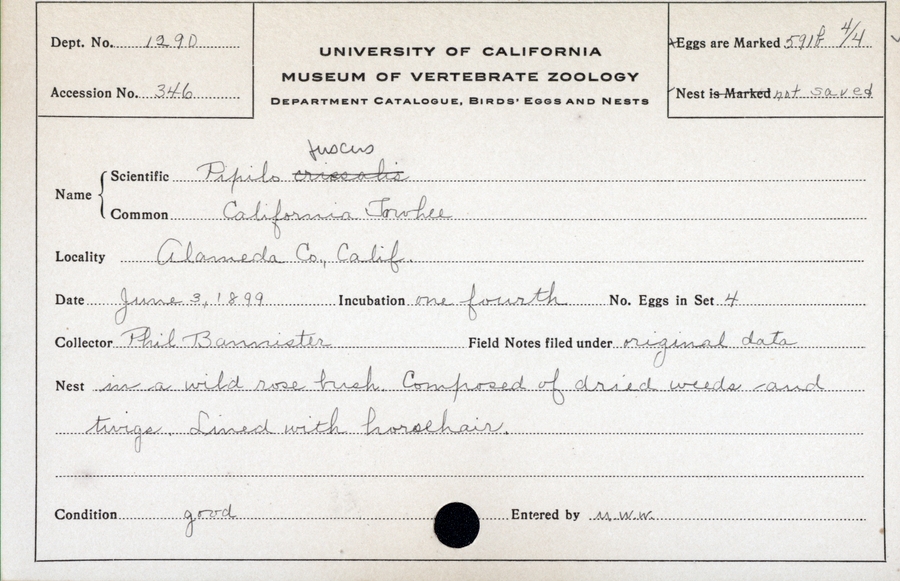 Dept. No. 1290
Accession No. 346
UNIVERSITY OF CALIFORNIA
MUSEUM OF VERTEBRATE ZOOLOGY
DEPARTMENT CATALOGUE, BIRDS' EGGS AND NESTS
Eggs are Marked 591f 4/4
Nest is Marked not saved
fuscus
Name
Scientific Pipilo crissalis
Common California Towhee
Locality Alameda Co., Calif.
Date June 3, 1899 Incubation one fourth No. Eggs in Set 4
Collector Phil Bannister Field Notes filed under original data
Nest in a wild rose bush. Composed of dried weeds and
twigs. Lined with horsehair.
Condition good Entered by M.W.W.